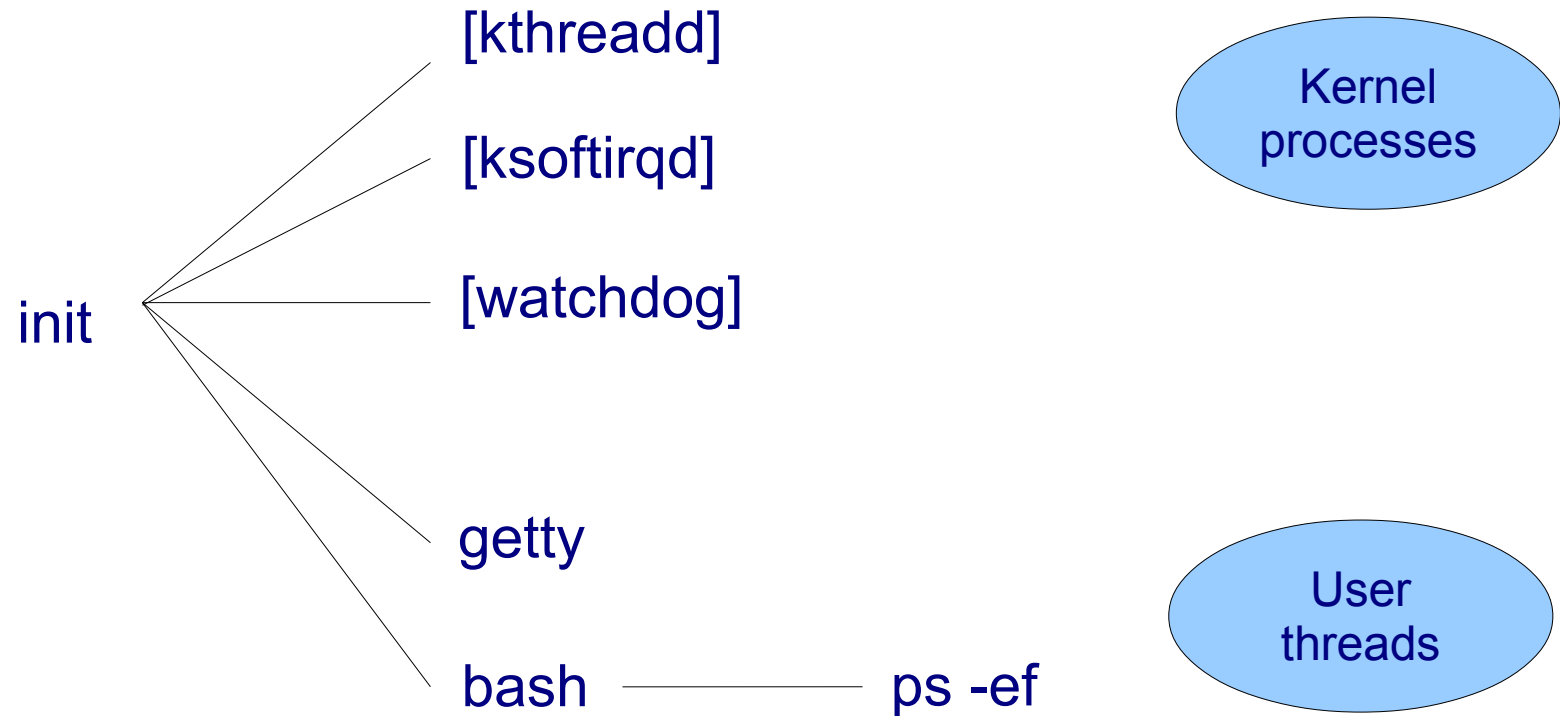 [kthreadd]
Kernel
processes
[ksoftirqd]
[watchdog]
init
getty
User
threads
bash
ps -ef